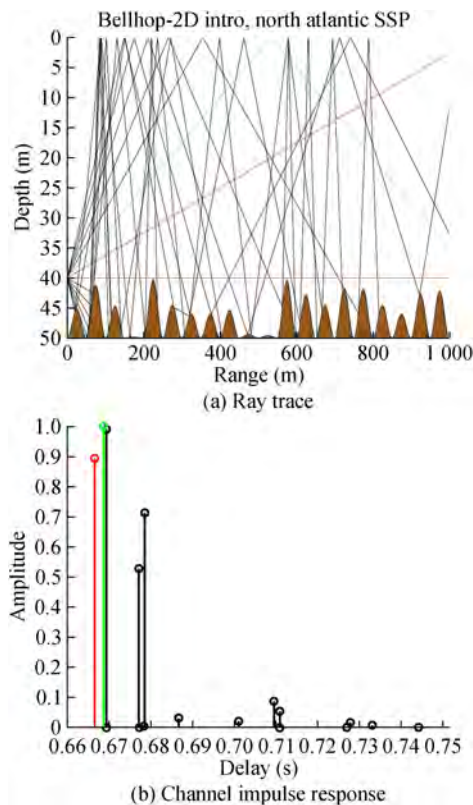 Bellhop-2D intro, north atlantic SSP
0
5
10
15
20
25
30
35
40
45
50
Depth (m)
0 200 400 600 800 1 000
Range (m)
(a) Ray trace
1.0
0.9
0.8
0.7
0.6
0.5
0.4
0.3
0.2
0.1
0
Amplitude
0.66 0.67 0.68 0.69 0.70 0.71 0.72 0.73 0.74 0.75
Delay (s)
(b) Channel impulse response